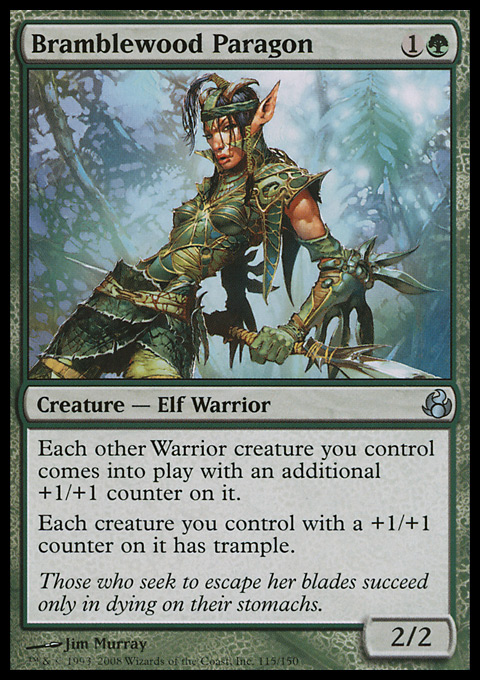 Bramblewood Paragon 1
Creature — Elf Warrior
Each other Warrior creature you control
comes into play with an additional
+1/+1 counter on it.
Each creature you control with a +1/+1
counter on it has trample.
Those who seek to escape her blades succeed
only in dying on their stomachs.
Jim Murray
™ & © 1993–2008 Wizards of the Coast, Inc. 115/150
2/2